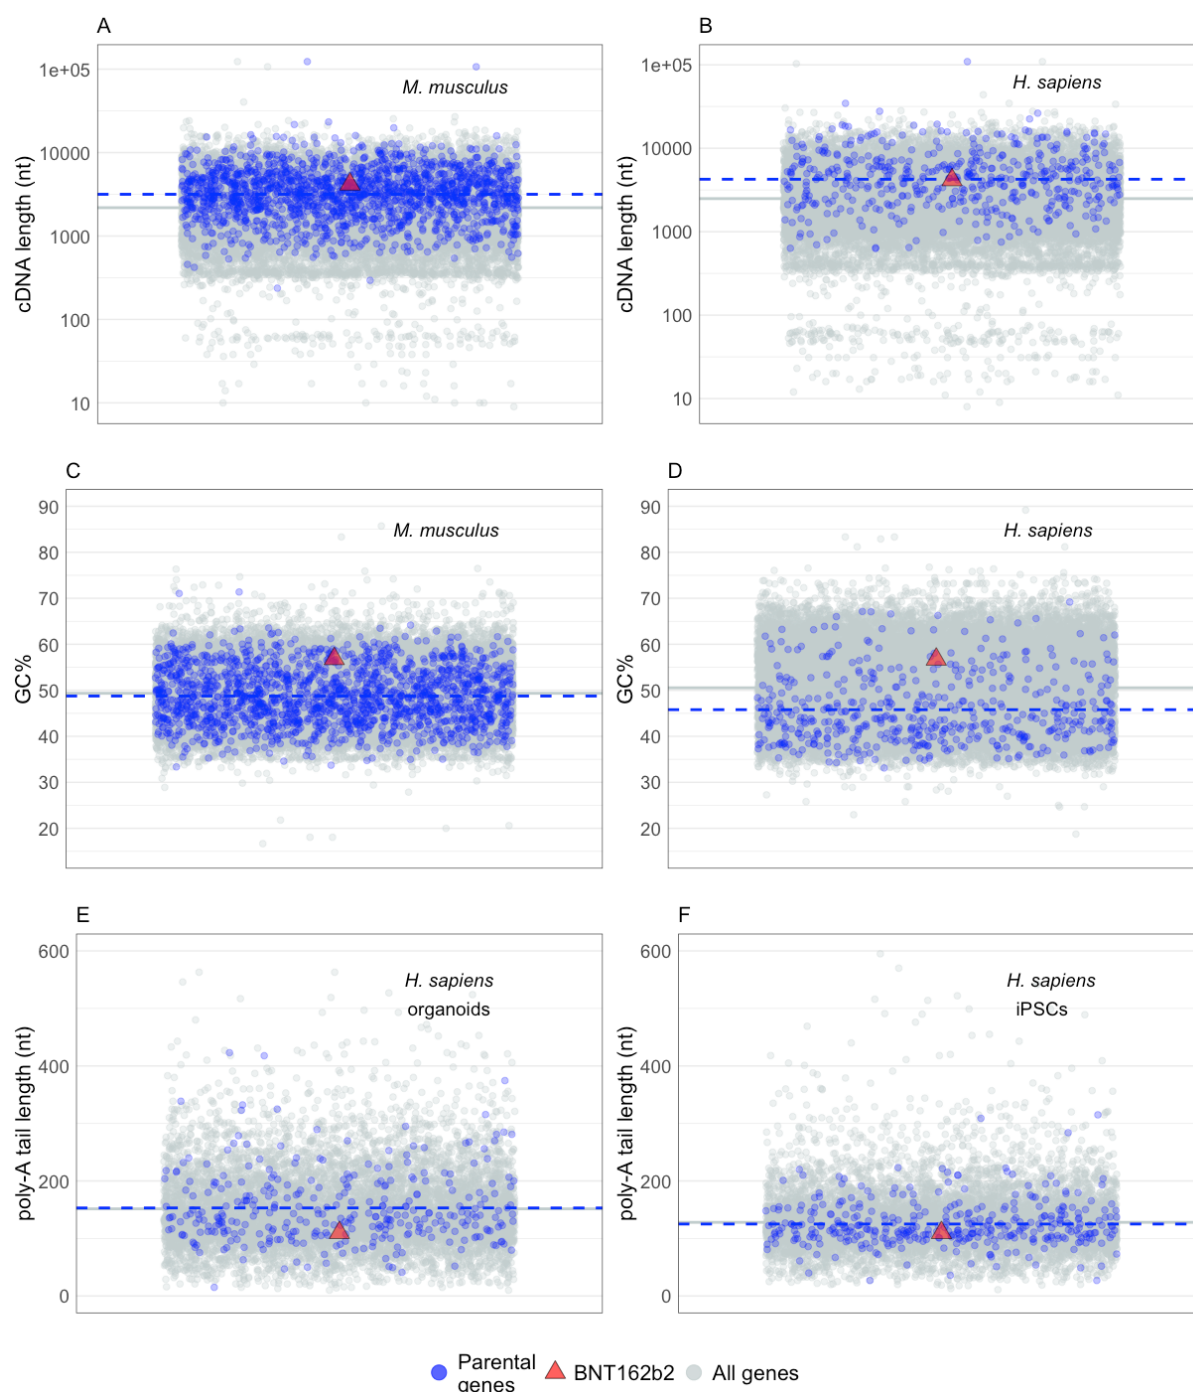 A
B
cDNA length (nt)
1e+05
10000
1000
100
10
M. musculus
cDNA length (nt)
1e+05
10000
1000
100
10
H. sapiens
C
D
GC%
90
80
70
60
50
40
30
20
M. musculus
GC%
90
80
70
60
50
40
30
20
H. sapiens
E
F
poly-A tail length (nt)
600
400
200
0
H. sapiens
organoids
poly-A tail length (nt)
600
400
200
0
H. sapiens
iPSCs
Parental
genes
BNT162b2
All genes